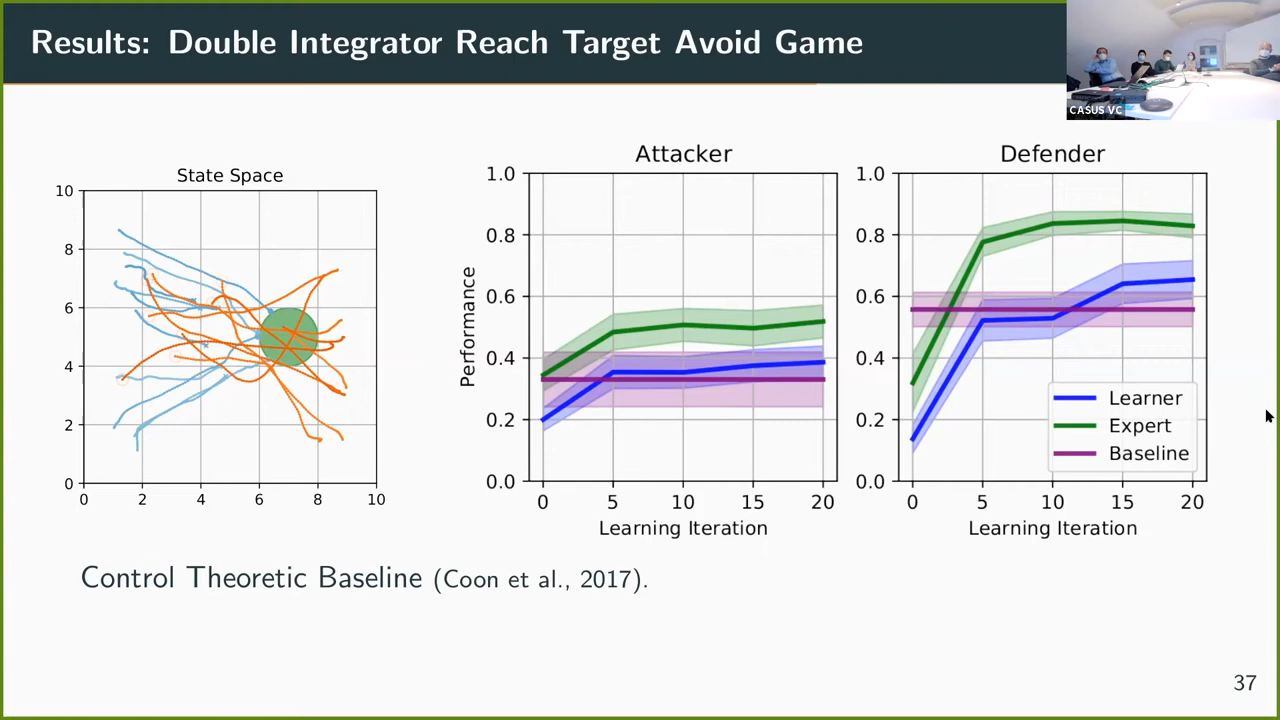 Results: Double Integrator Reach Target Avoid Game
CASUS VC
State Space
10
8
6
4
2
0
0 2 4 6 8 10
Attacker
Performance
1.0
0.8
0.6
0.4
0.2
0.0
0 5 10 15 20
Learning Iteration
Defender
1.0
0.8
0.6
0.4
0.2
0.0
Learner
Expert
Baseline
0 5 10 15 20
Learning Iteration
Control Theoretic Baseline (Coon et al., 2017).
37